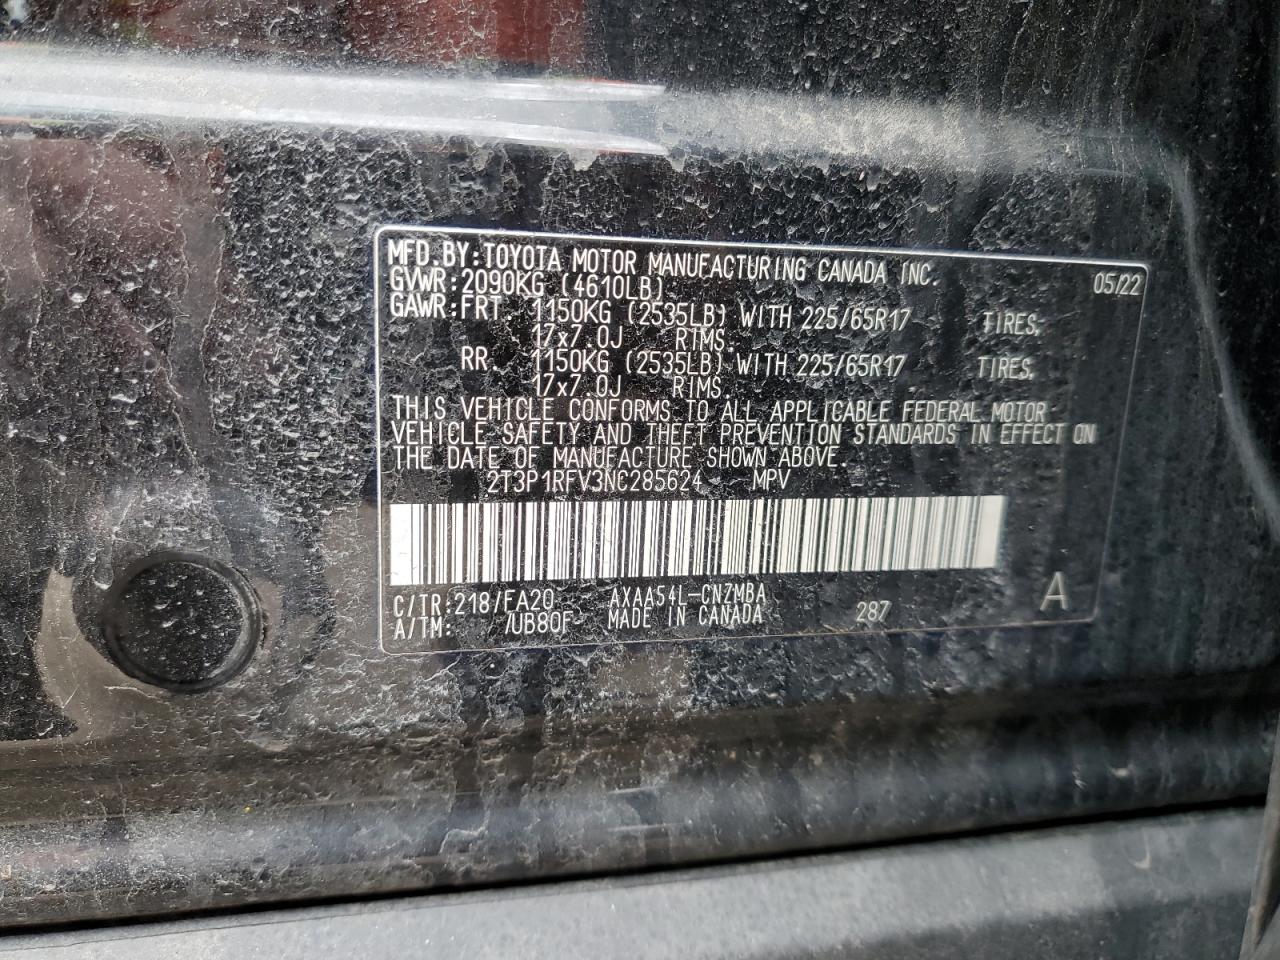 MFD.BY:TOYOTA MOTOR MANUFACTURING CANADA INC. 05/22
GVWR:2090KG (4610LB)
GAWR:FRT. 1150KG (2535LB) WITH 225/65R17 TIRES,
17x7.0J RIMS.
RR. 1150KG (2535LB) WITH 225/65R17 TIRES,
17x7.0J RIMS.
THIS VEHICLE CONFORMS TO ALL APPLICABLE FEDERAL MOTOR
VEHICLE SAFETY AND THEFT PREVENTION STANDARDS IN EFFECT ON
THE DATE OF MANUFACTURE SHOWN ABOVE.
2T3P1RFV3NC285624 MPV
C/TR:218/FA20 AXAA54L-CNZMBA
A/TM: /UB80F MADE IN CANADA 287 A